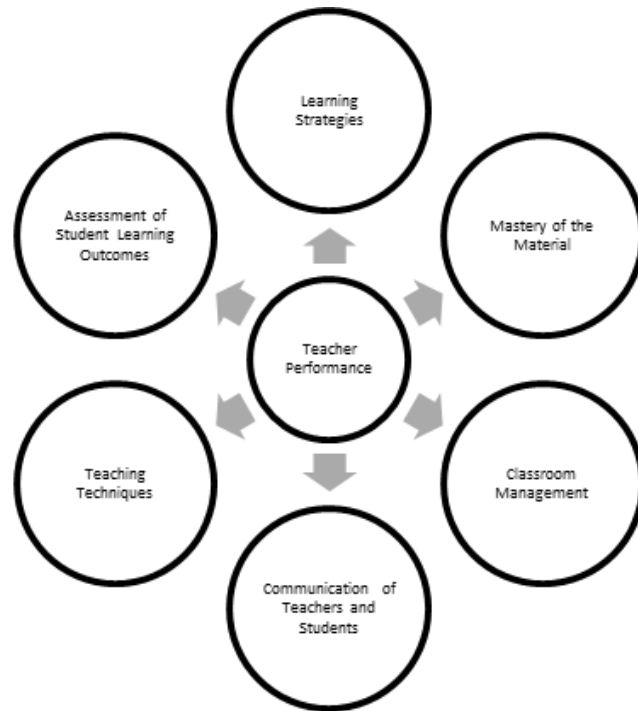 Learning
Strategies
Assessment of
Student Learning
Outcomes
Mastery of the
Material
Teacher
Performance
Teaching
Techniques
Classroom
Management
Communication of
Teachers and
Students